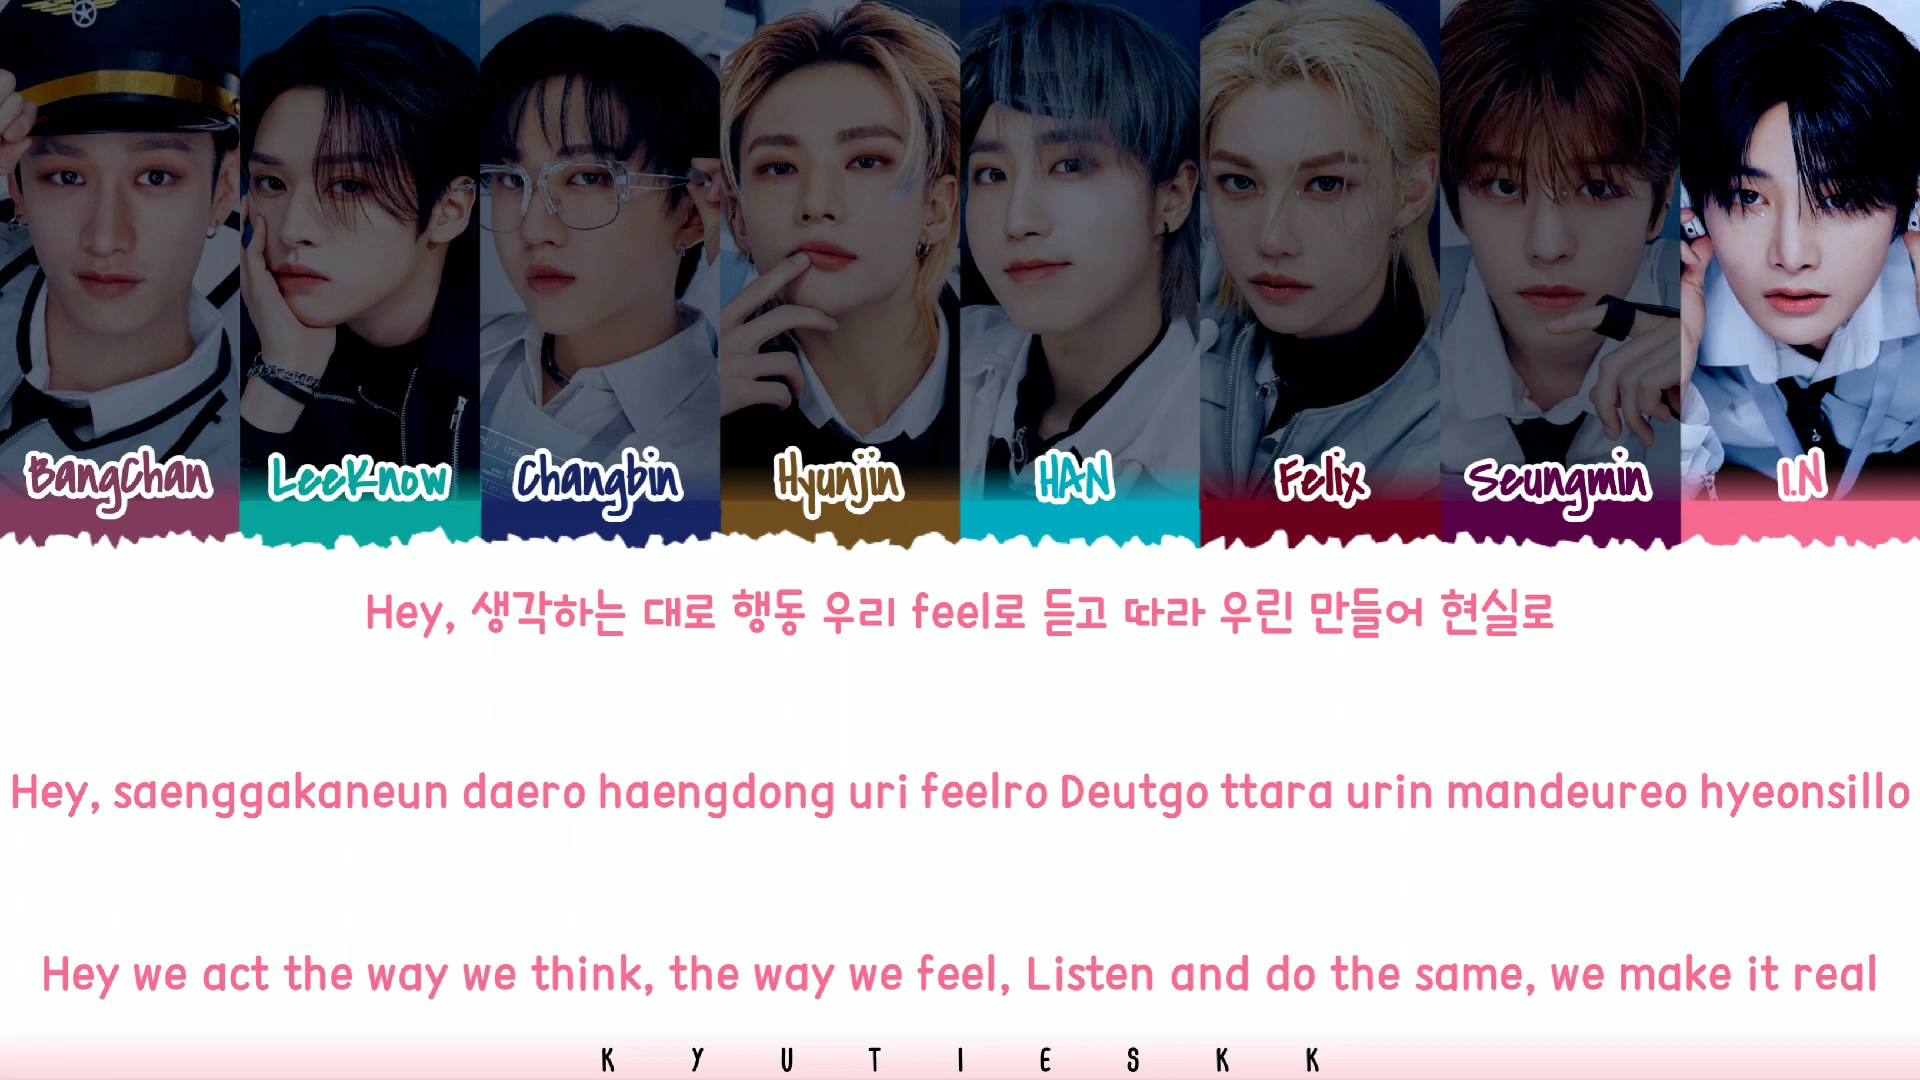 BangChan LeeKnow Changbin Hyunjin HAN Felix Seungmin I.N
Hey, 생각하는 대로 행동 우리 feel로 듣고 따라 우린 만들어 현실로
Hey, saenggakaneun daero haengdong uri feelro Deutgo ttara urin mandeureo hyeonsillo
Hey we act the way we think, the way we feel, Listen and do the same, we make it real
KYUTIESKK